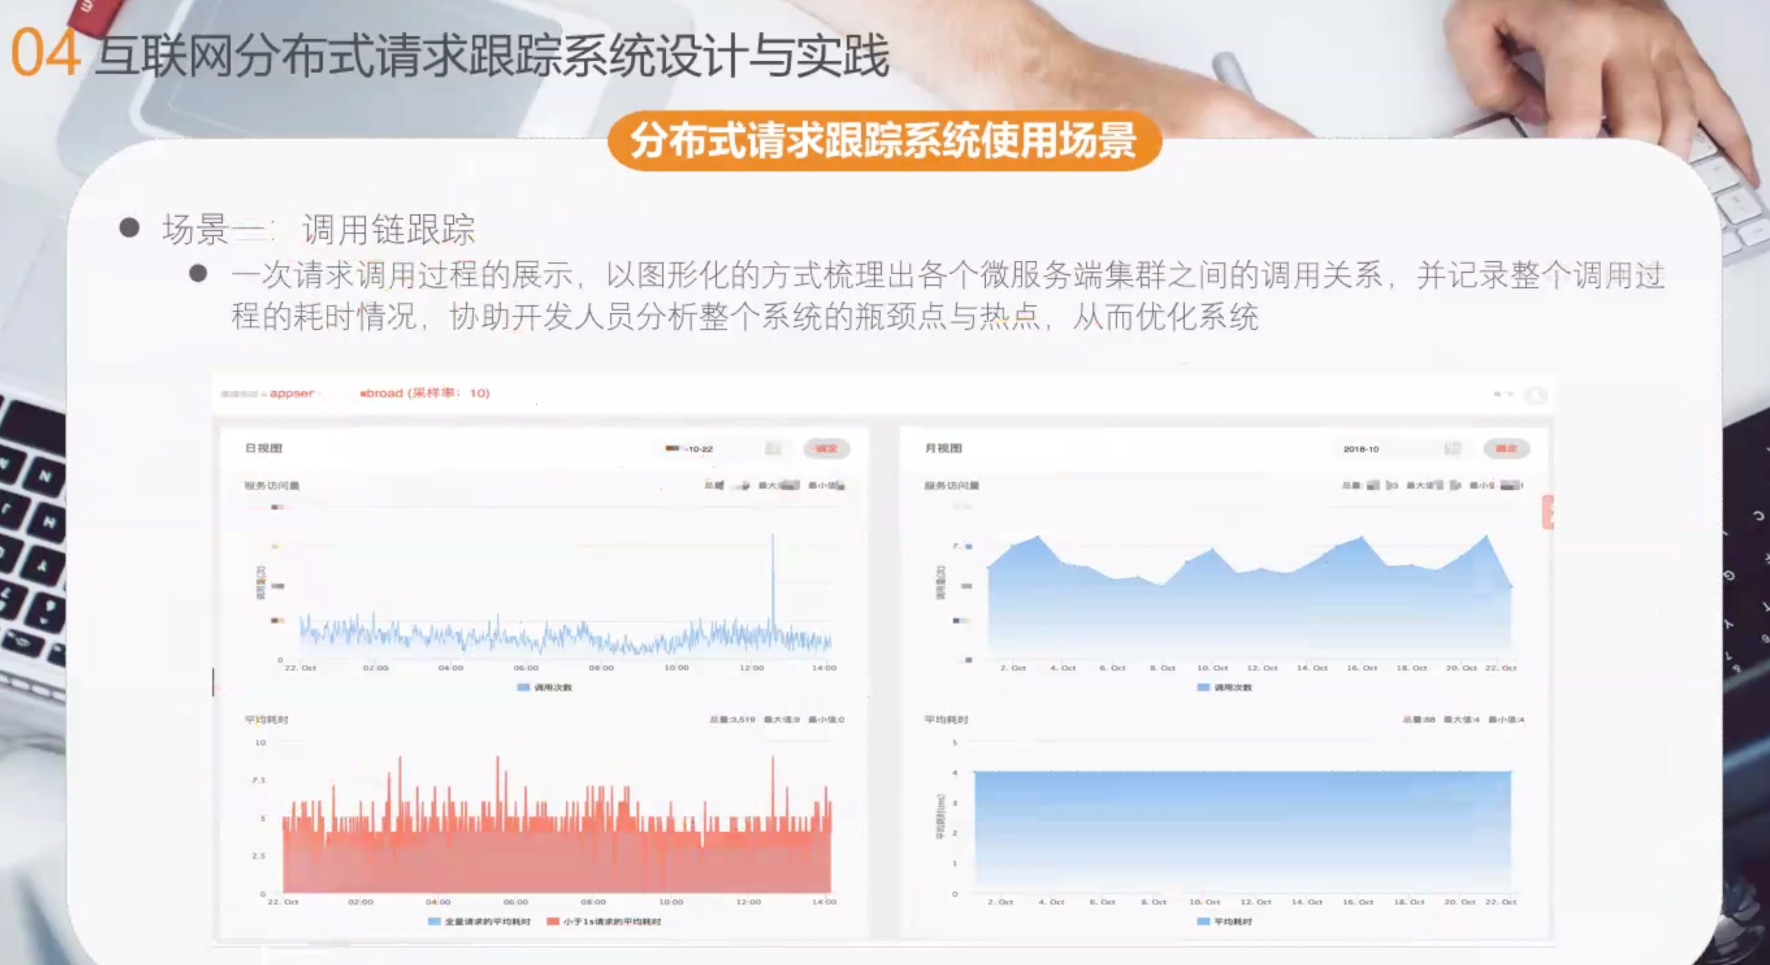 04 互联网分布式请求跟踪系统设计与实践
分布式请求跟踪系统使用场景
场景一： 调用链跟踪
一次请求调用过程的展示，以图形化的方式梳理出各个微服务端集群之间的调用关系，并记录整个调用过
程的耗时情况，协助开发人员分析整个系统的瓶颈点与热点，从而优化系统
appser
broad (采样率： 10)
日视图
-10-22
确定
服务访问量
总量 最大值 最小值
调用量(次)
0
22. Oct 02:00 04:00 06:00 08:00 10:00 12:00 14:00
调用次数
平均耗时
总量:3,519 最大值:9 最小值:0
10
7.5
5
2.5
0
22. Oct 02:00 04:00 06:00 08:00 10:00 12:00 14:00
全量请求的平均耗时 小于1s请求的平均耗时
月视图
2018-10
确定
服务访问量
总量: 最大值 最小值
调用量(次)
2. Oct 4. Oct 6. Oct 8. Oct 10. Oct 12. Oct 14. Oct 16. Oct 18. Oct 20. Oct 22. Oct
调用次数
平均耗时
总量:88 最大值:4 最小值:4
平均耗时(ms)
5
4
3
2
1
0
2. Oct 4. Oct 6. Oct 8. Oct 10. Oct 12. Oct 14. Oct 16. Oct 18. Oct 20. Oct 22. Oct
平均耗时